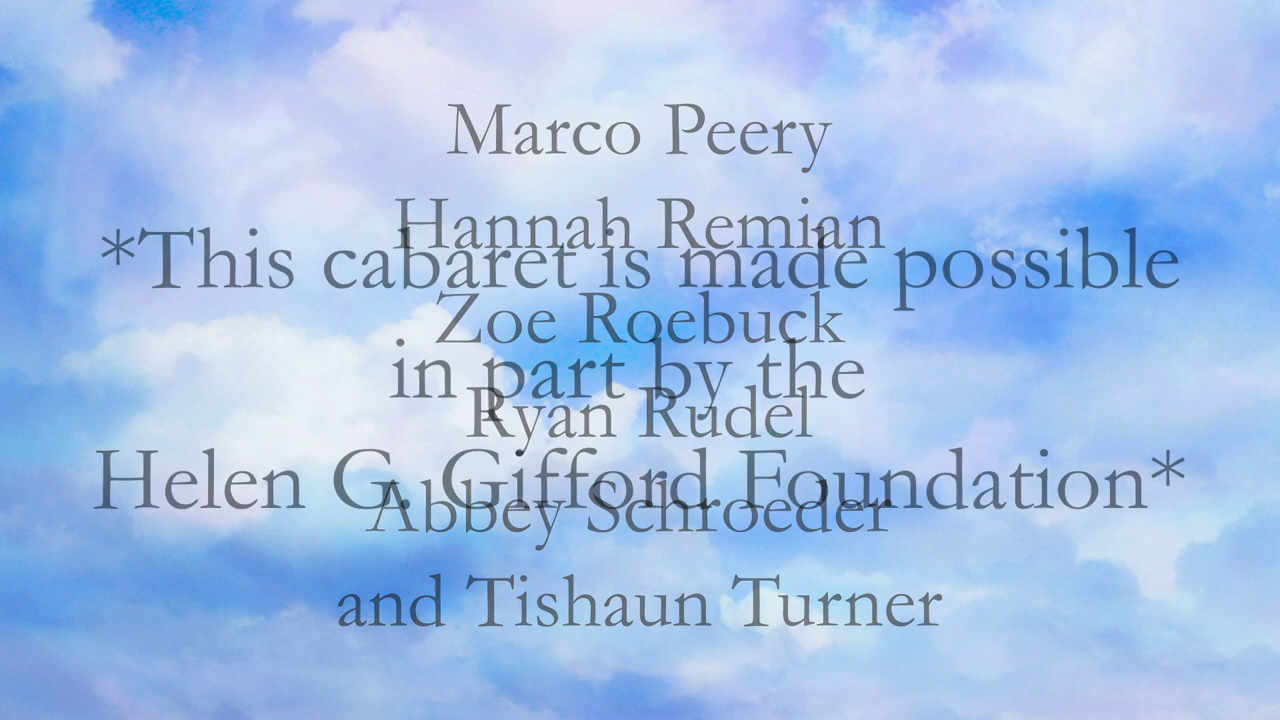 Marco Peery
Hannah Remian
*This cabaret is made possible
Zoe Roebuck
in part by the
Ryan Rudel
Helen G. Gifford Foundation*
Abbey Schroeder
and Tishaun Turner